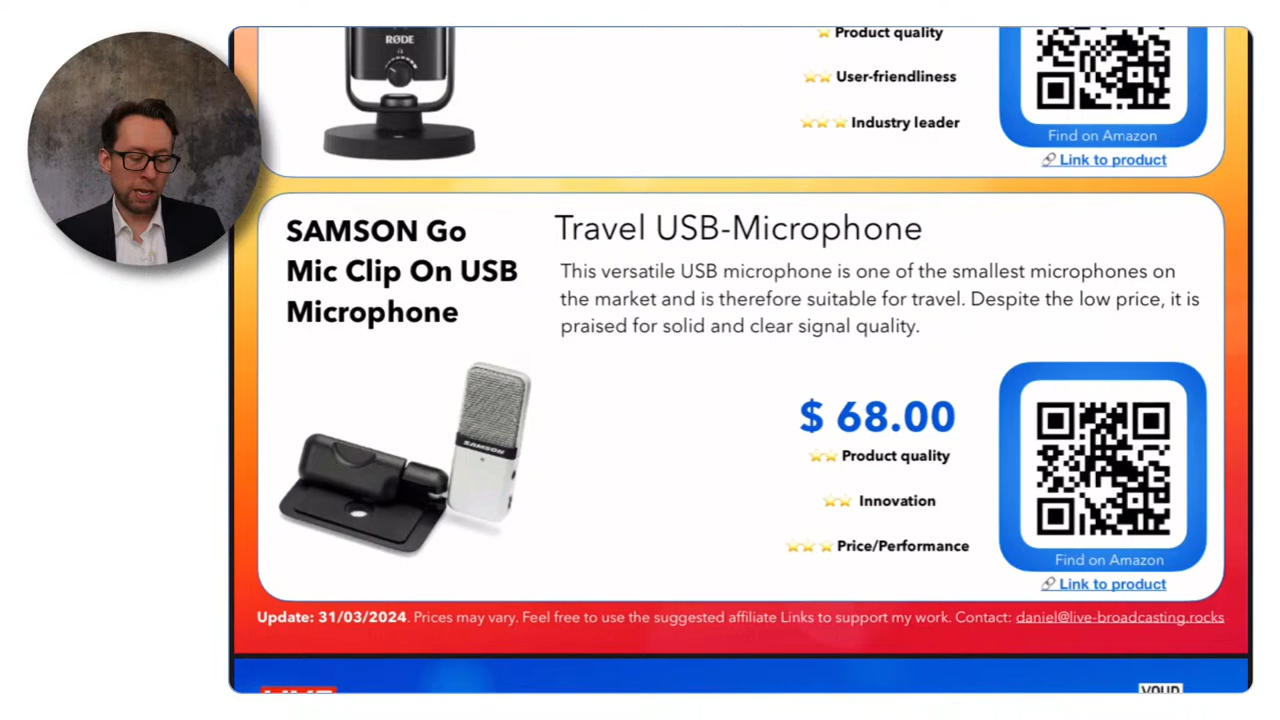 RØDE
Product quality
User-friendliness
Industry leader
Find on Amazon
Link to product
SAMSON Go
Mic Clip On USB
Microphone
Travel USB-Microphone
This versatile USB microphone is one of the smallest microphones on
the market and is therefore suitable for travel. Despite the low price, it is
praised for solid and clear signal quality.
SAMSON
$ 68.00
Product quality
Innovation
Price/Performance
Find on Amazon
Link to product
Update: 31/03/2024. Prices may vary. Feel free to use the suggested affiliate Links to support my work. Contact: daniel@live-broadcasting.rocks
LIVE
YOUR